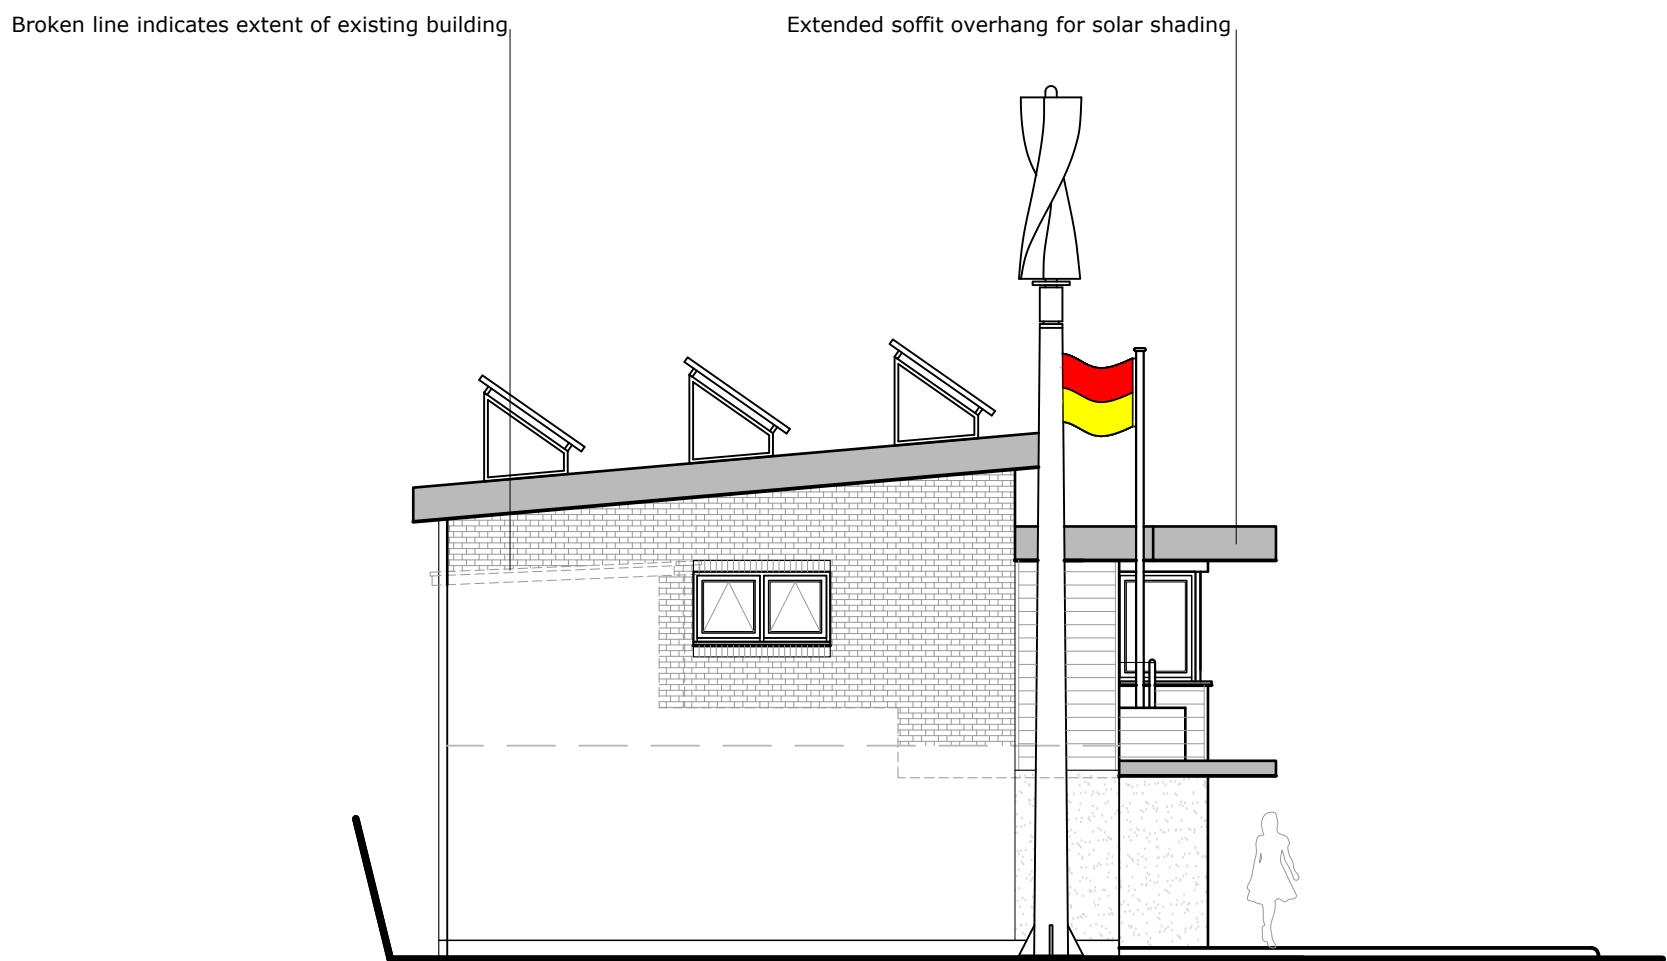 Broken line indicates extent of existing building
Extended soffit overhang for solar shading